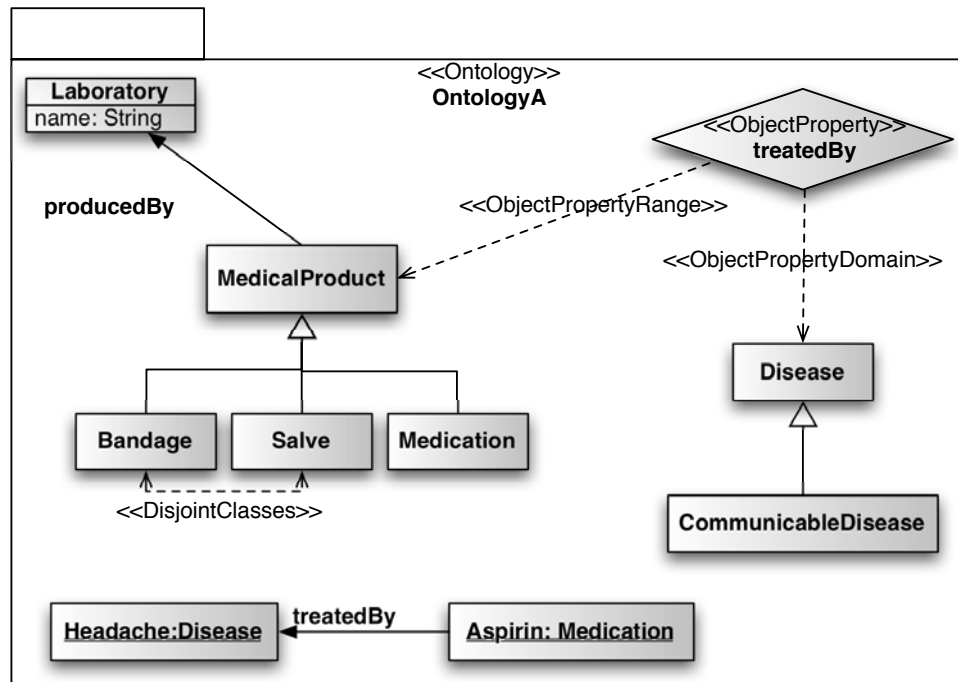 <<Ontology>>
OntologyA
Laboratory
name: String
<<ObjectProperty>>
treatedBy
producedBy
<<ObjectPropertyRange>>
<<ObjectPropertyDomain>>
MedicalProduct
Disease
Bandage
Salve
Medication
<<DisjointClasses>>
CommunicableDisease
treatedBy
Headache:Disease
Aspirin: Medication